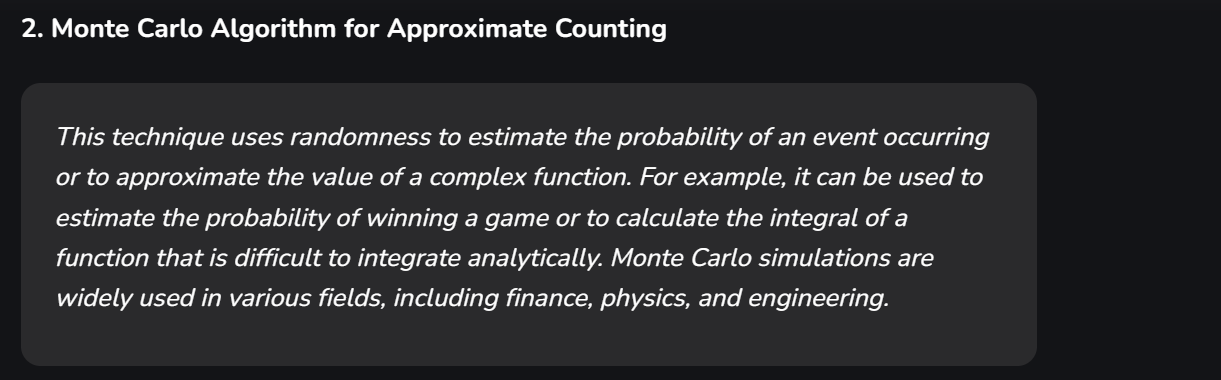 2. Monte Carlo Algorithm for Approximate Counting
This technique uses randomness to estimate the probability of an event occurring
or to approximate the value of a complex function. For example, it can be used to
estimate the probability of winning a game or to calculate the integral of a
function that is difficult to integrate analytically. Monte Carlo simulations are
widely used in various fields, including finance, physics, and engineering.